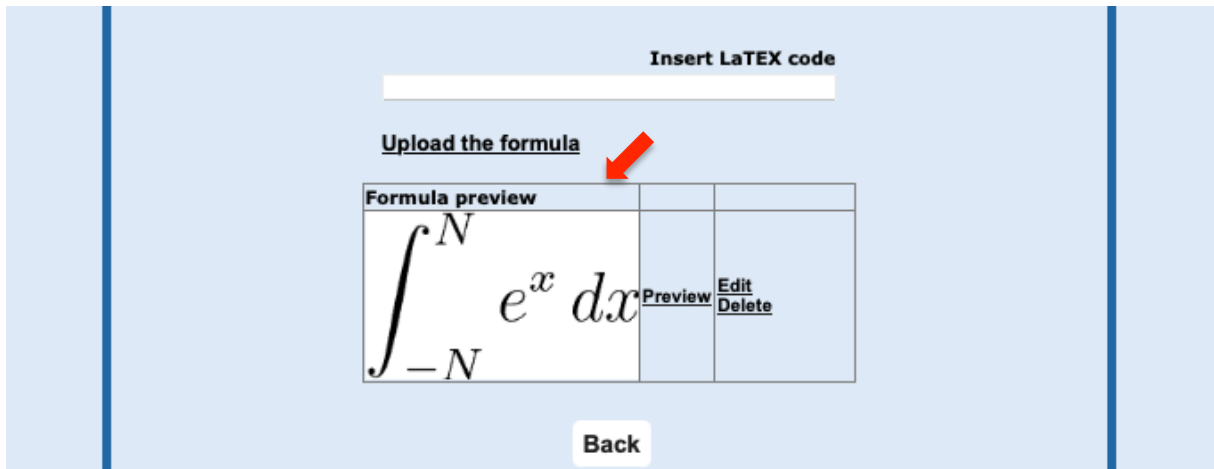 Insert LaTEX code
Upload the formula
Formula preview
∫_{-N}^{N} e^x dx Preview Edit
Delete
Back